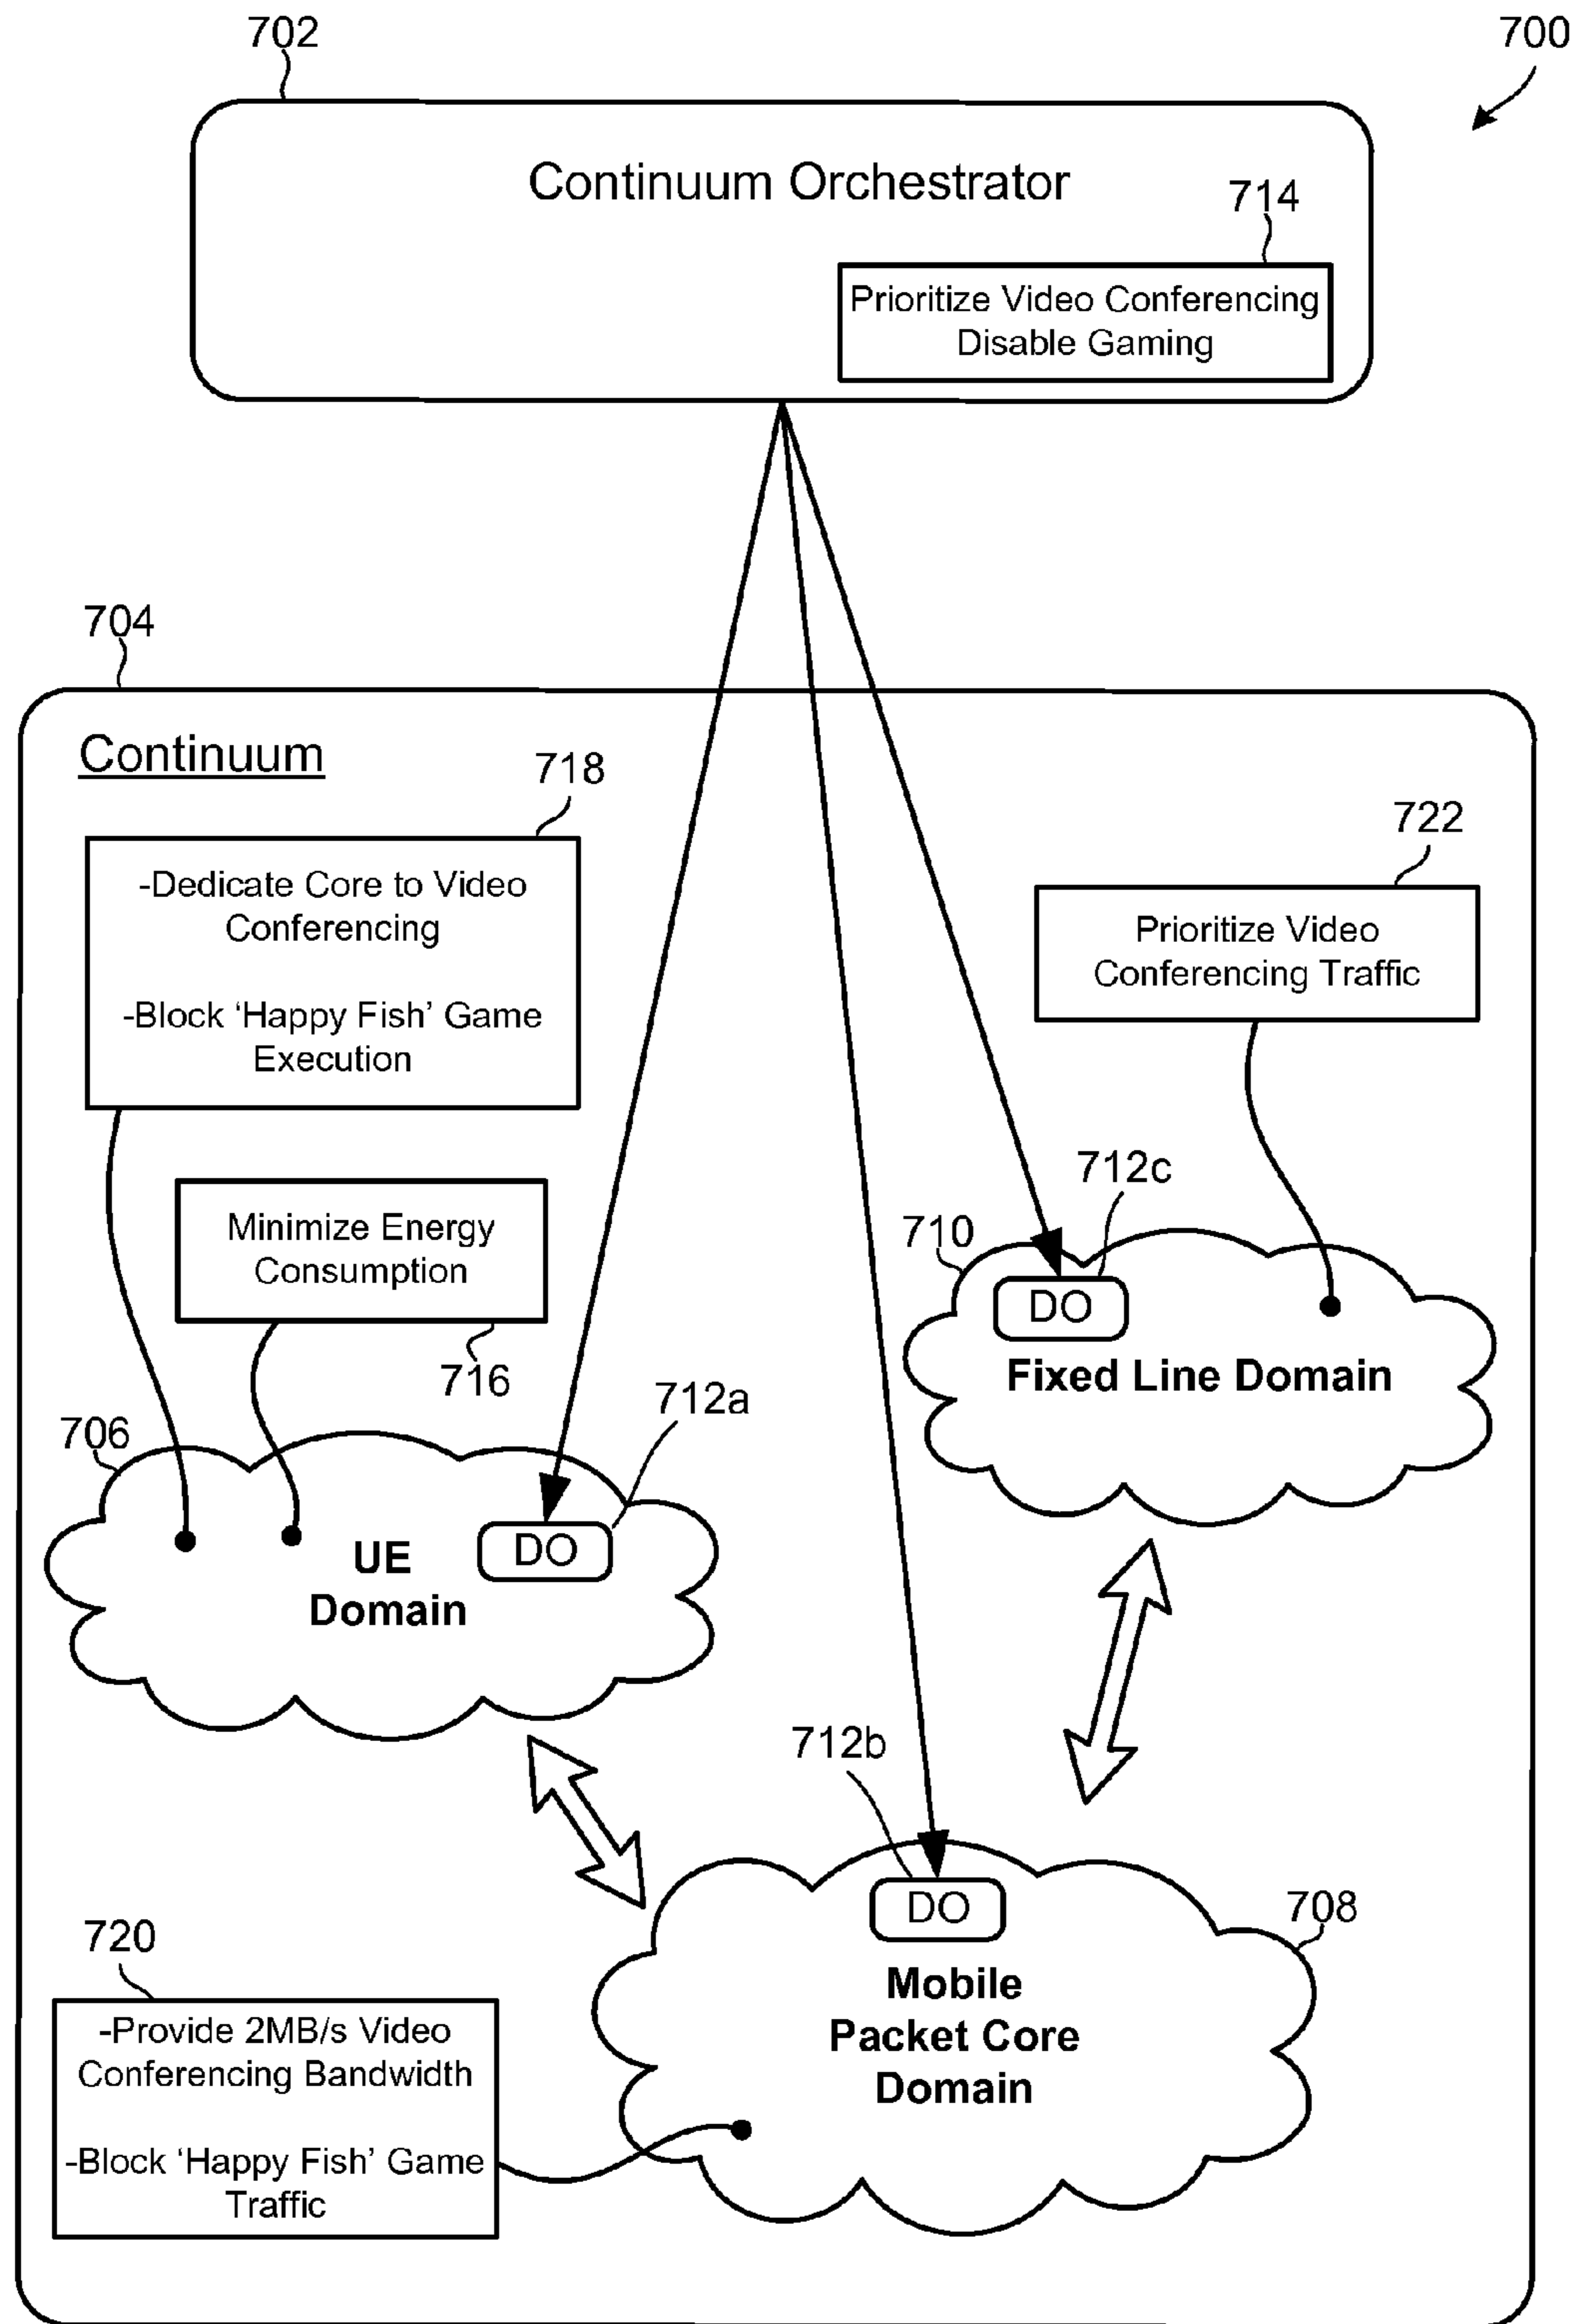 702
700
Continuum Orchestrator
714
Prioritize Video Conferencing
Disable Gaming
704
Continuum
718
-Dedicate Core to Video
Conferencing
-Block ‘Happy Fish’ Game
Execution
722
Prioritize Video
Conferencing Traffic
Minimize Energy
Consumption
716
712c
710
DO
Fixed Line Domain
706
712a
DO
UE
Domain
712b
DO
708
Mobile
Packet Core
Domain
720
-Provide 2MB/s Video
Conferencing Bandwidth
-Block ‘Happy Fish’ Game
Traffic